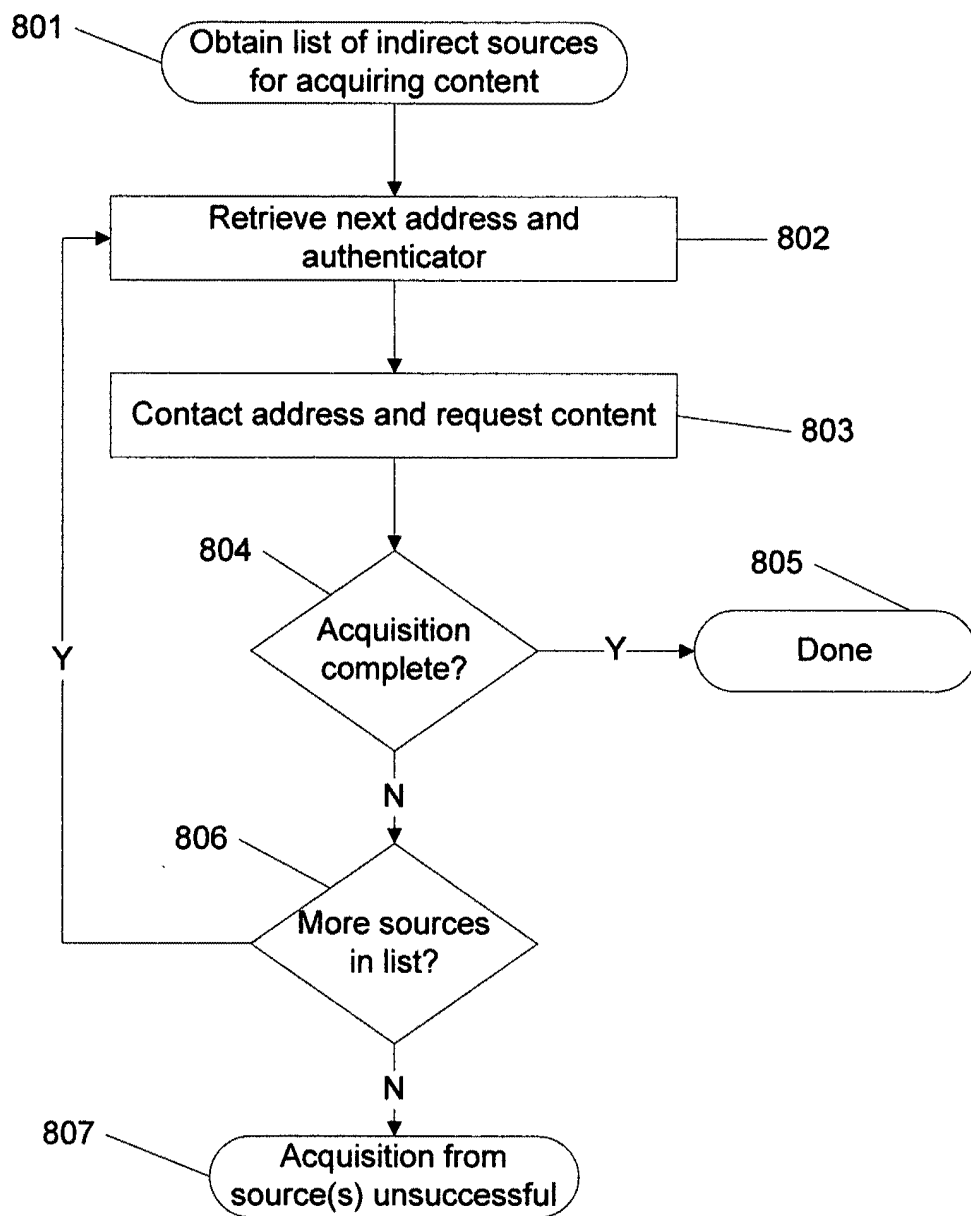 801
Obtain list of indirect sources
for acquiring content
Retrieve next address and
authenticator
802
Contact address and request content
803
804
Acquisition
complete?
Y
805
Done
Y
N
806
More sources
in list?
N
807
Acquisition from
source(s) unsuccessful